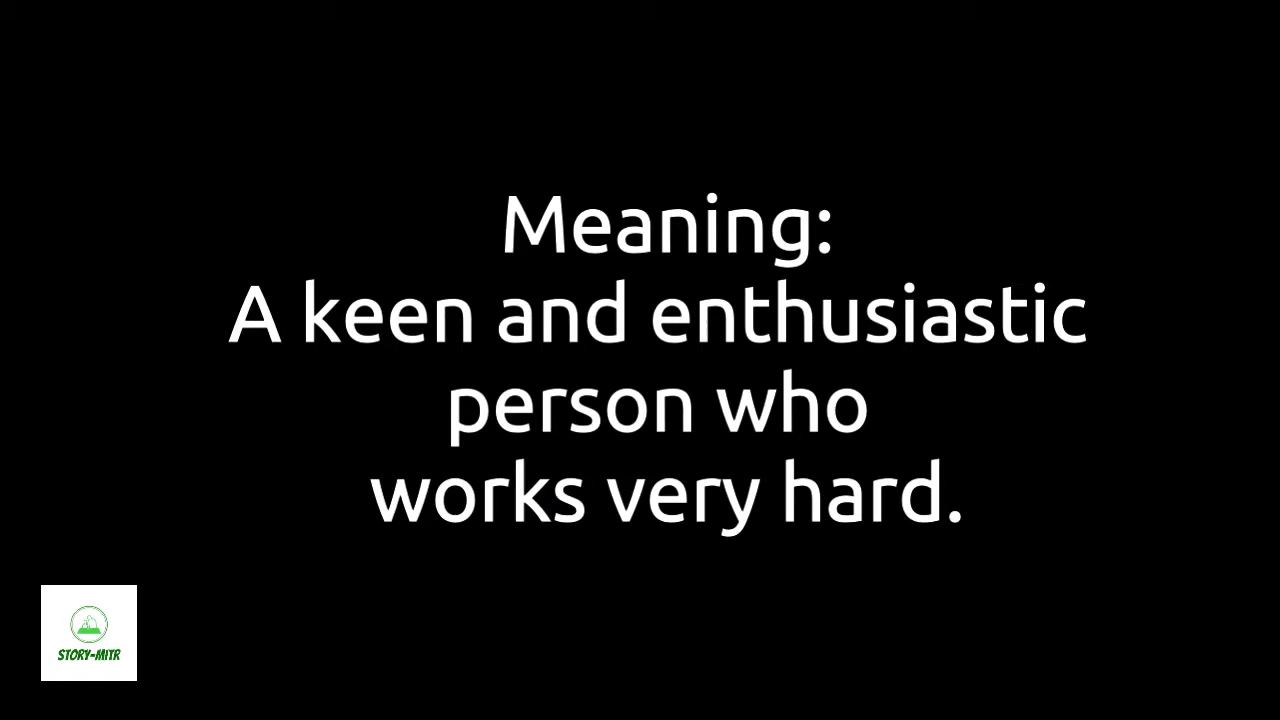 Meaning:
A keen and enthusiastic
person who
works very hard.
STORY-MITR